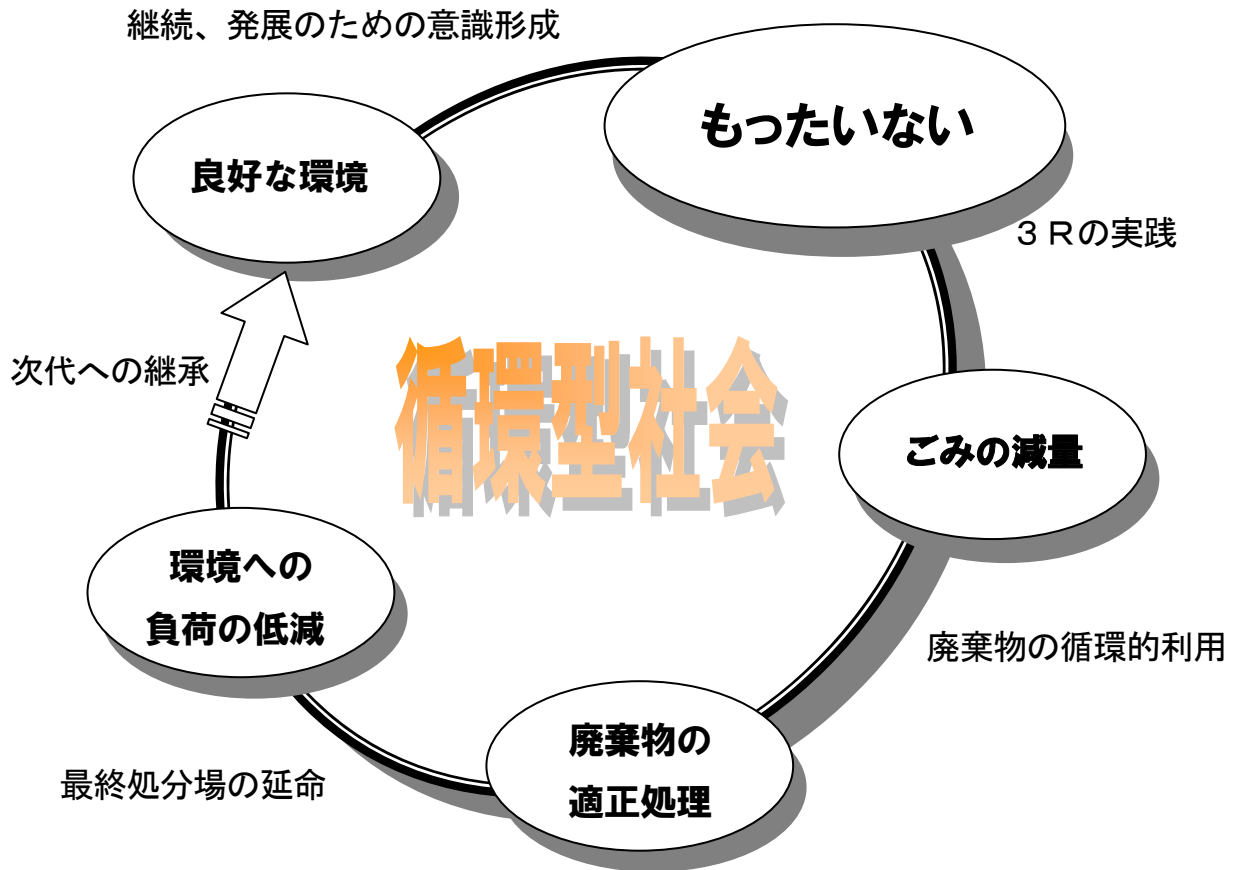 継続、発展のための意識形成
もったいない
良好な環境
３Ｒの実践
次代への継承
循環型社会
ごみの減量
環境への
負荷の低減
廃棄物の循環的利用
廃棄物の
適正処理
最終処分場の延命